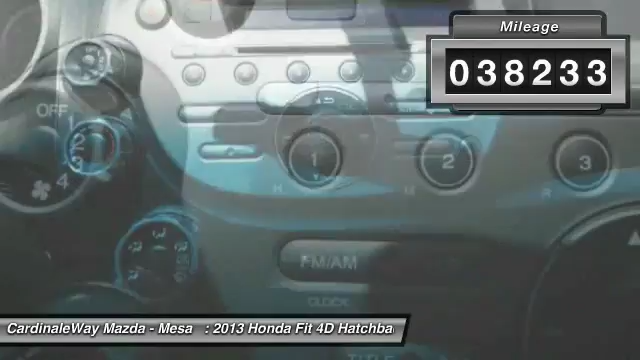 Mileage
038233
OFF
1
2
3
4
1
2
3
FM/AM
CLOCK
TITLE
CardinaleWay Mazda - Mesa : 2013 Honda Fit 4D Hatchba